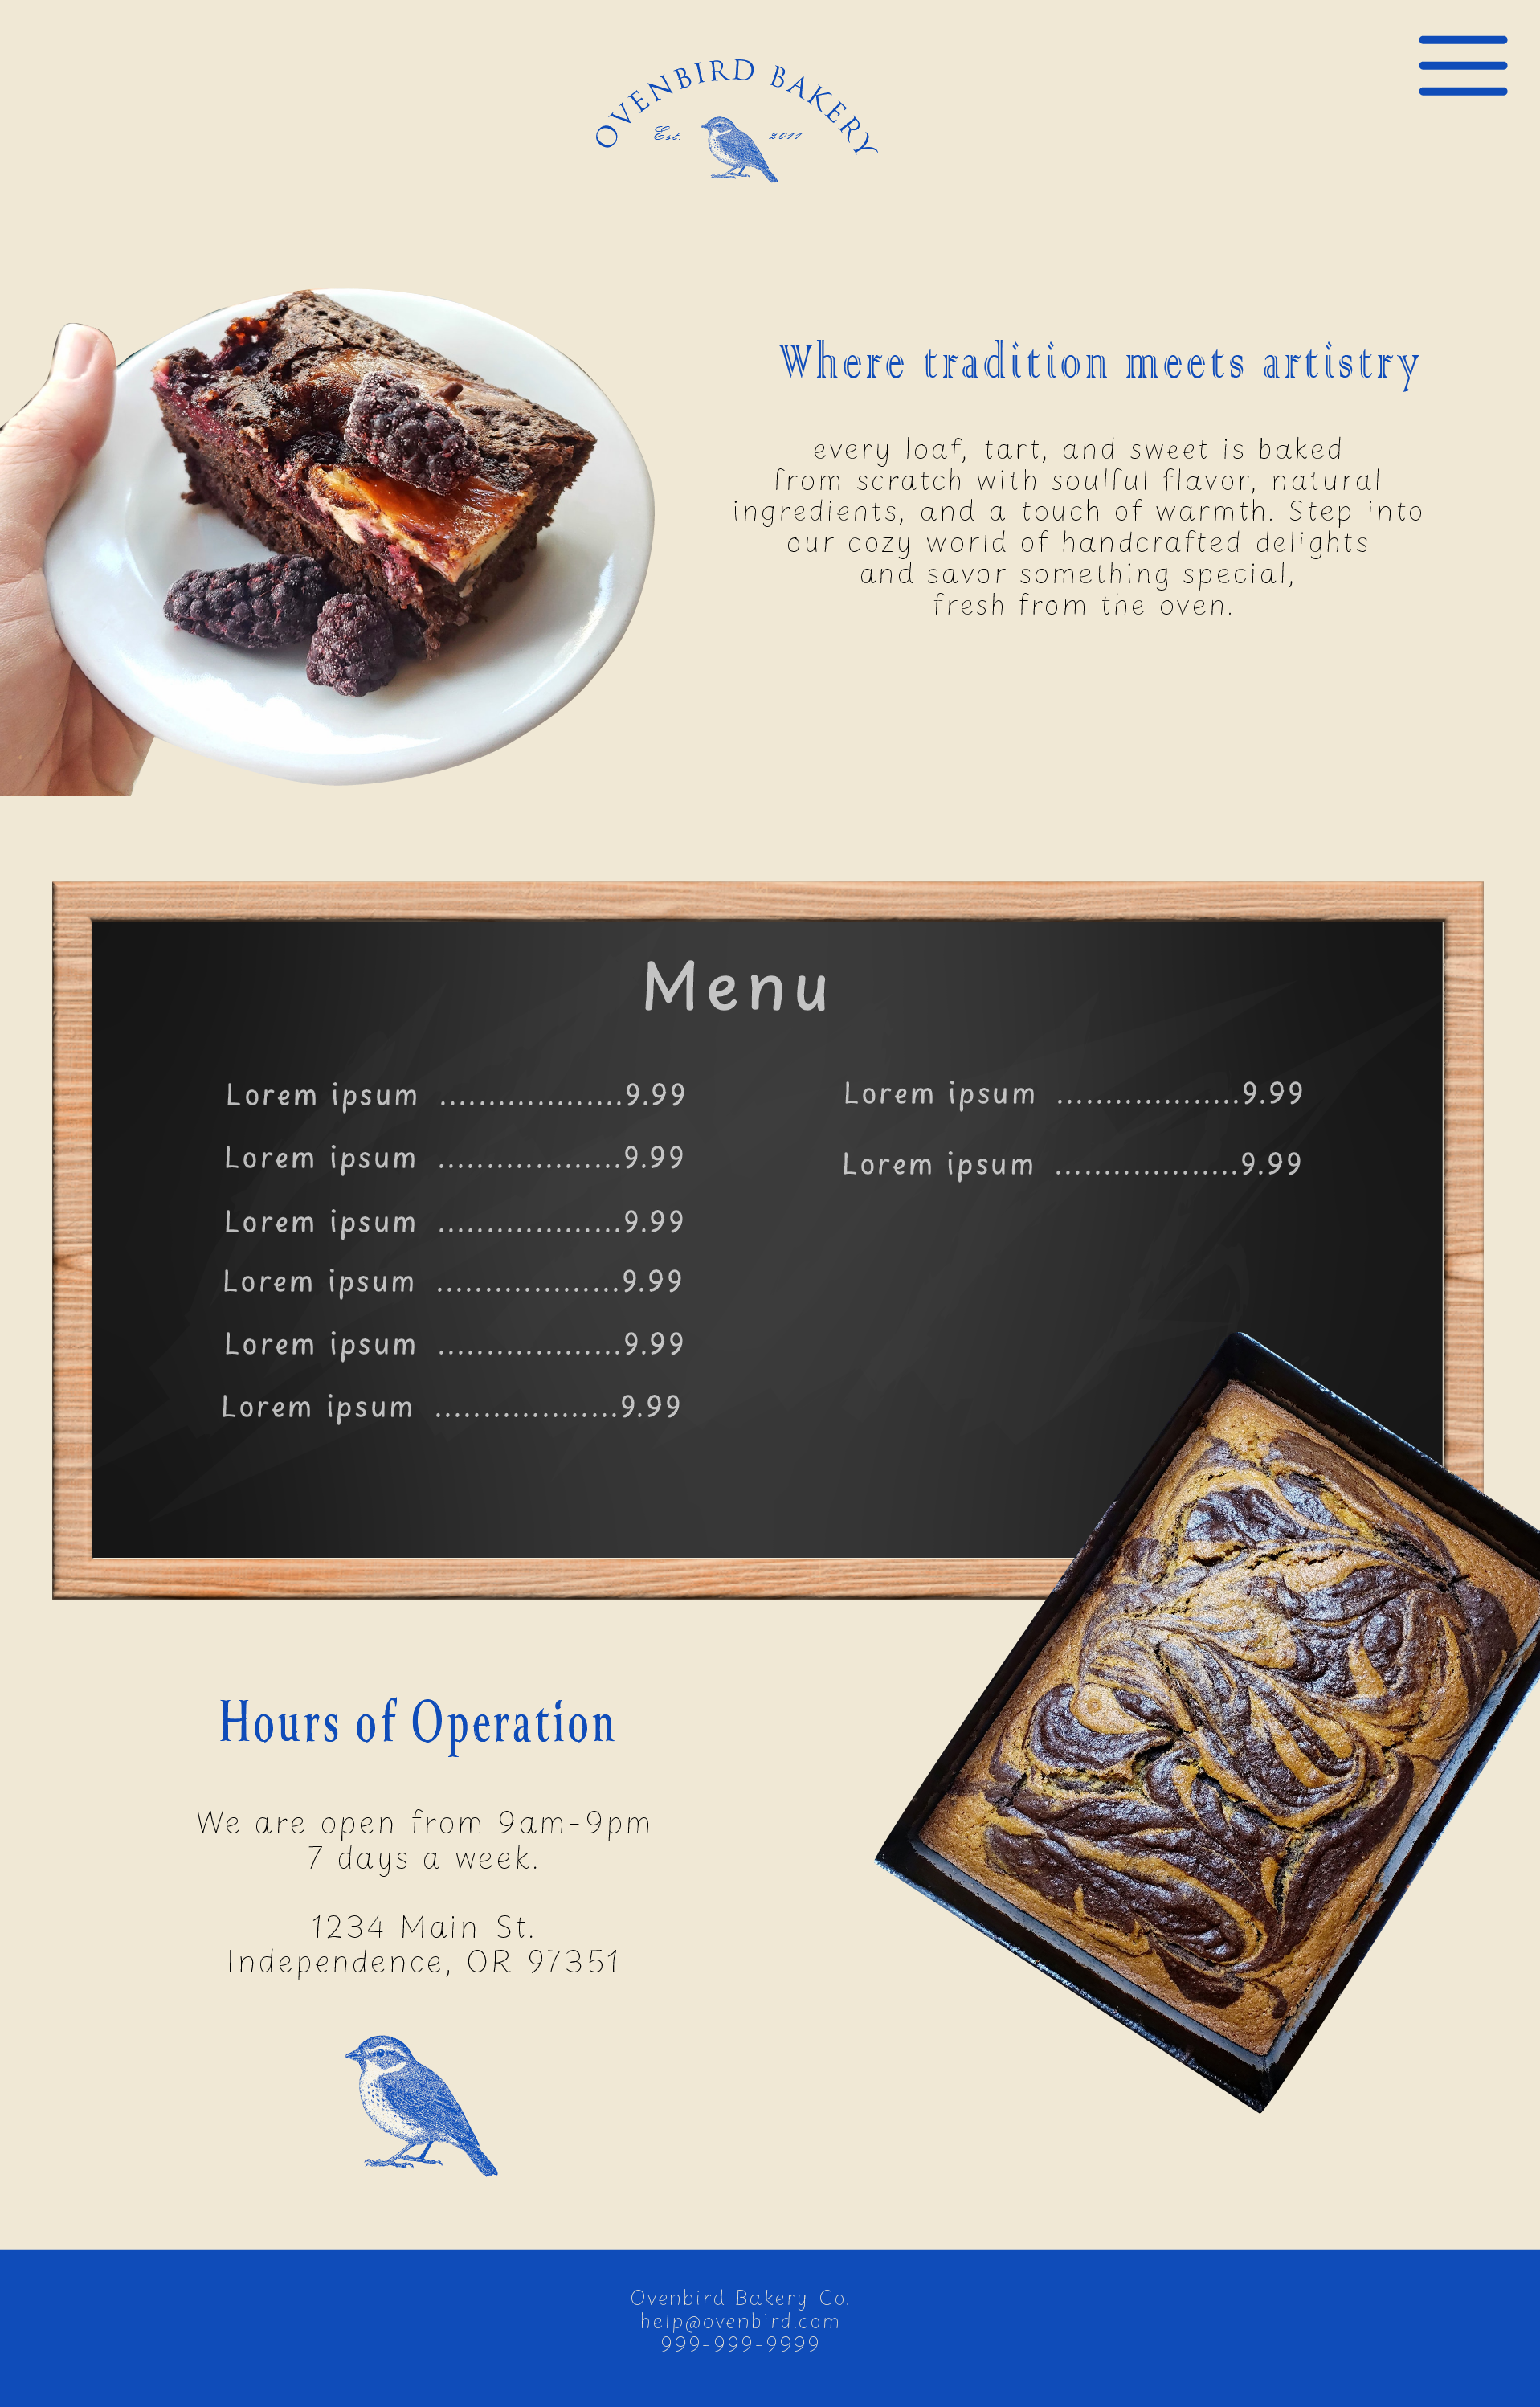 OVENBIRD BAKERY
Est. 2011
Where tradition meets artistry
every loaf, tart, and sweet is baked
from scratch with soulful flavor, natural
ingredients, and a touch of warmth. Step into
our cozy world of handcrafted delights
and savor something special,
fresh from the oven.
Menu
Lorem ipsum ...................9.99
Lorem ipsum ...................9.99
Lorem ipsum ...................9.99
Lorem ipsum ...................9.99
Lorem ipsum ...................9.99
Lorem ipsum ...................9.99
Lorem ipsum ...................9.99
Lorem ipsum ...................9.99
Hours of Operation
We are open from 9am-9pm
7 days a week.
1234 Main St.
Independence, OR 97351
Ovenbird Bakery Co.
help@ovenbird.com
999-999-9999